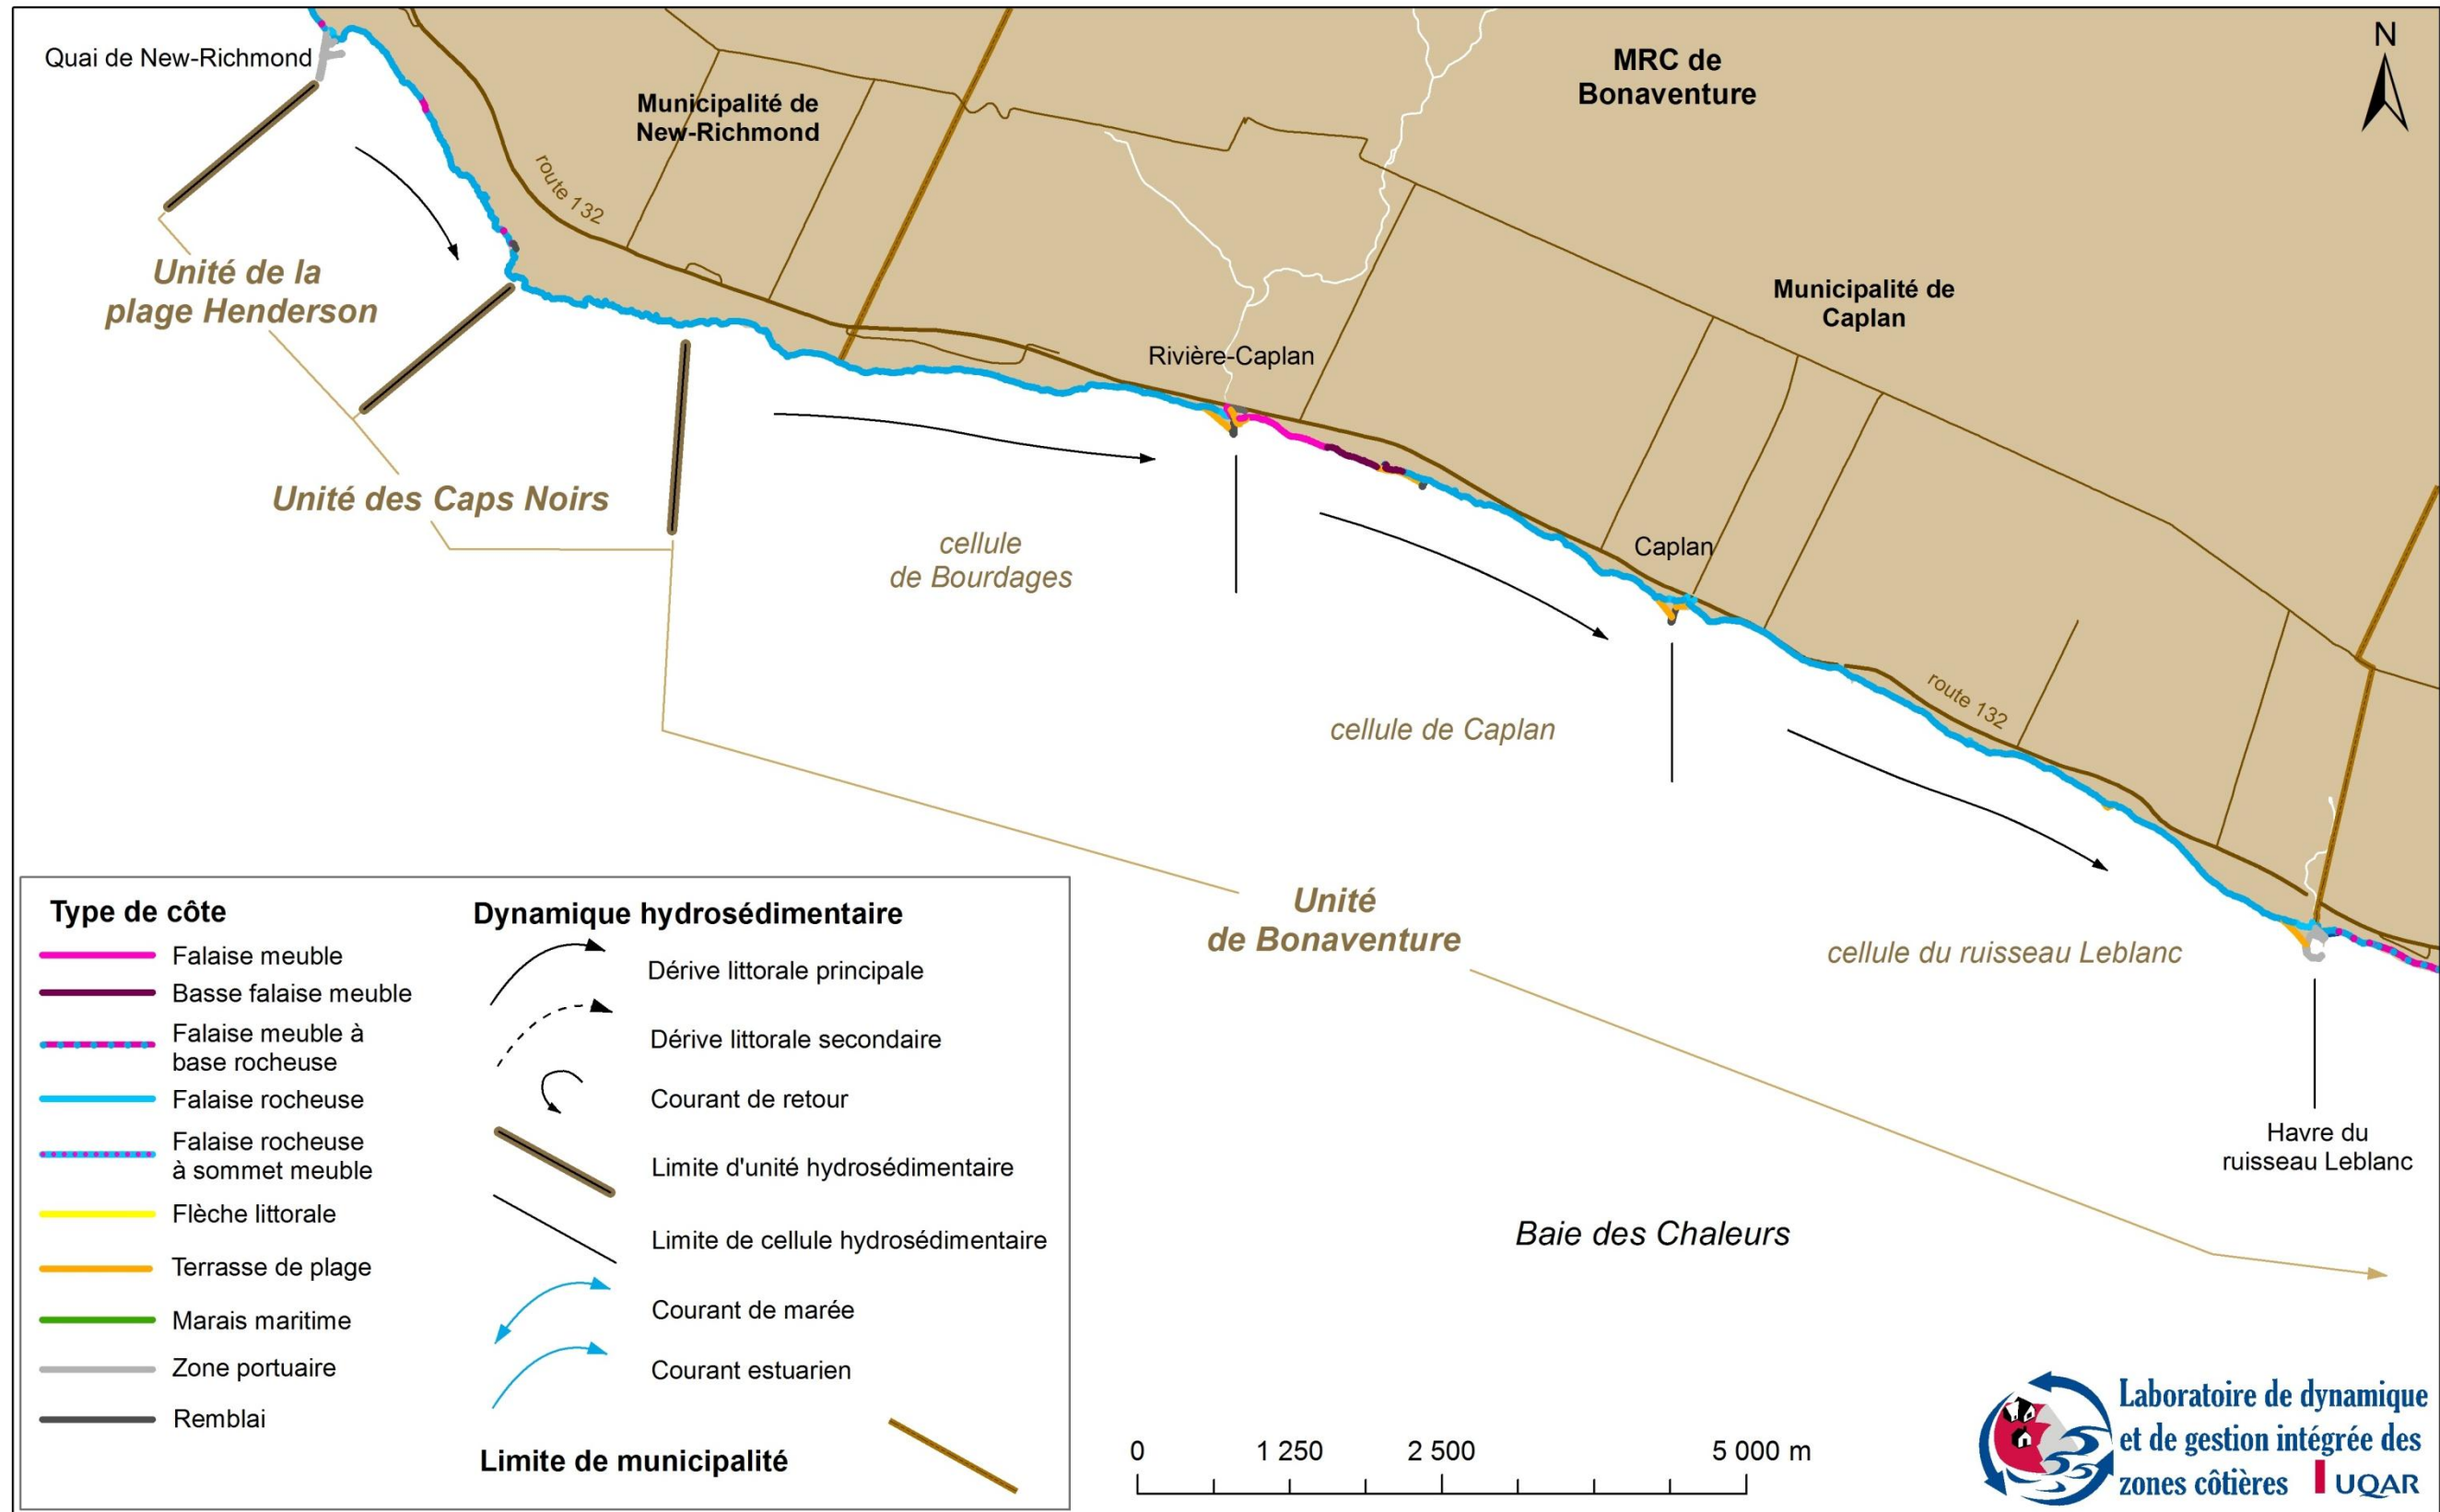 Quai de New-Richmond
Municipalité de
New-Richmond
MRC de
Bonaventure
N
route 132
Unité de la
plage Henderson
Municipalité de
Caplan
Rivière-Caplan
Unité des Caps Noirs
cellule
de Bourdages
Caplan
route 132
cellule de Caplan
Unité
de Bonaventure
cellule du ruisseau Leblanc
Havre du
ruisseau Leblanc
Baie des Chaleurs
Type de côte
Falaise meuble
Basse falaise meuble
Falaise meuble à
base rocheuse
Falaise rocheuse
Falaise rocheuse
à sommet meuble
Flèche littorale
Terrasse de plage
Marais maritime
Zone portuaire
Remblai
Dynamique hydrosédimentaire
Dérive littorale principale
Dérive littorale secondaire
Courant de retour
Limite d'unité hydrosédimentaire
Limite de cellule hydrosédimentaire
Courant de marée
Courant estuarien
Limite de municipalité
0 1 250 2 500 5 000 m
Laboratoire de dynamique
et de gestion intégrée des
zones côtières UQAR